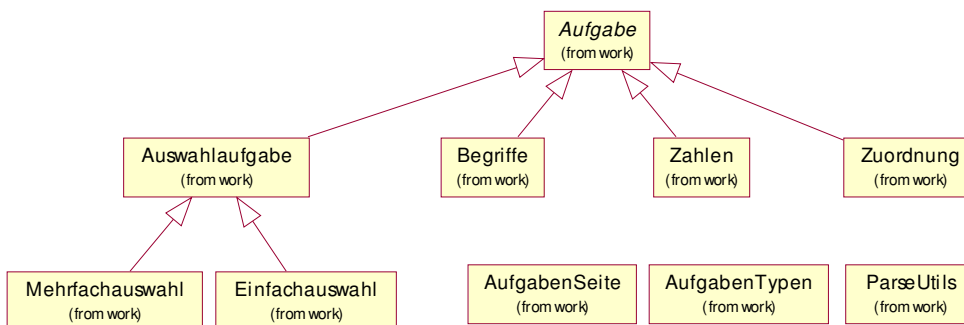 Aufgabe
(from work)
Auswahlaufgabe
(from work)
Begriffe
(from work)
Zahlen
(from work)
Zuordnung
(from work)
Mehrfachauswahl
(from work)
Einfachauswahl
(from work)
AufgabenSeite
(from work)
AufgabenTypen
(from work)
ParseUtils
(from work)